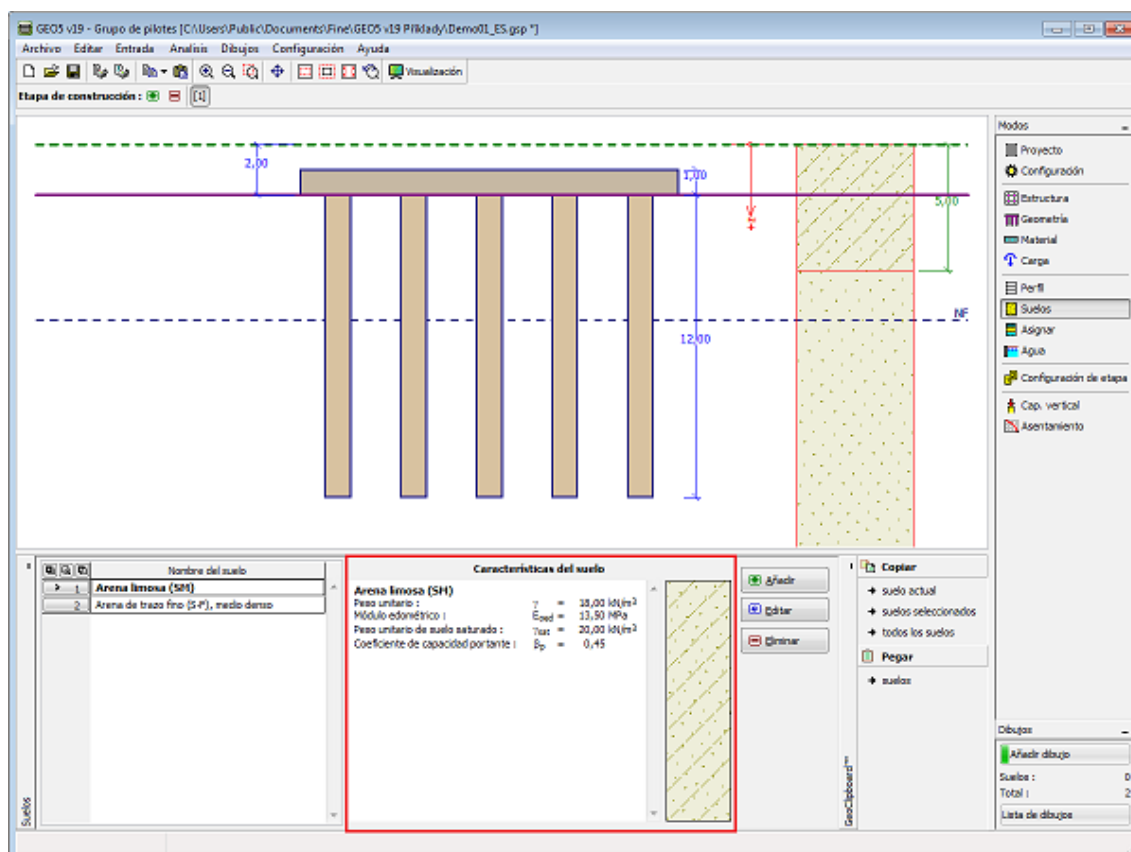 GEO5 v19 - Grupo de pilotes [C:\Users\Public\Documents\Fine\GEO5 v19 Příklady\Demo01_ES.gsp *]
Archivo Editar Entrada Analisis Dibujos Configuración Ayuda
Visualización
Etapa de construcción : [1]
2,00
1,00
+z
5,00
NF
12,00
Modos
Proyecto
Configuración
Estructura
Geometría
Material
Carga
Perfil
Suelos
Asignar
Agua
Configuración de etapa
Cap. vertical
Asentamiento
Nombre del suelo
1 Arena limosa (SM)
2 Arena de trazo fino (S-F), medio denso
Características del suelo
Arena limosa (SM)
Peso unitario : γ = 18,00 kN/m³
Módulo edométrico : Eoed = 13,50 MPa
Peso unitario de suelo saturado : γsat = 20,00 kN/m³
Coeficiente de capacidad portante : βp = 0,45
Añadir
Editar
Eliminar
Copiar
suelo actual
suelos seleccionados
todos los suelos
Pegar
suelos
Suelos
GeoClipboard™
Dibujos
Añadir dibujo
Suelos : 0
Total : 2
Lista de dibujos